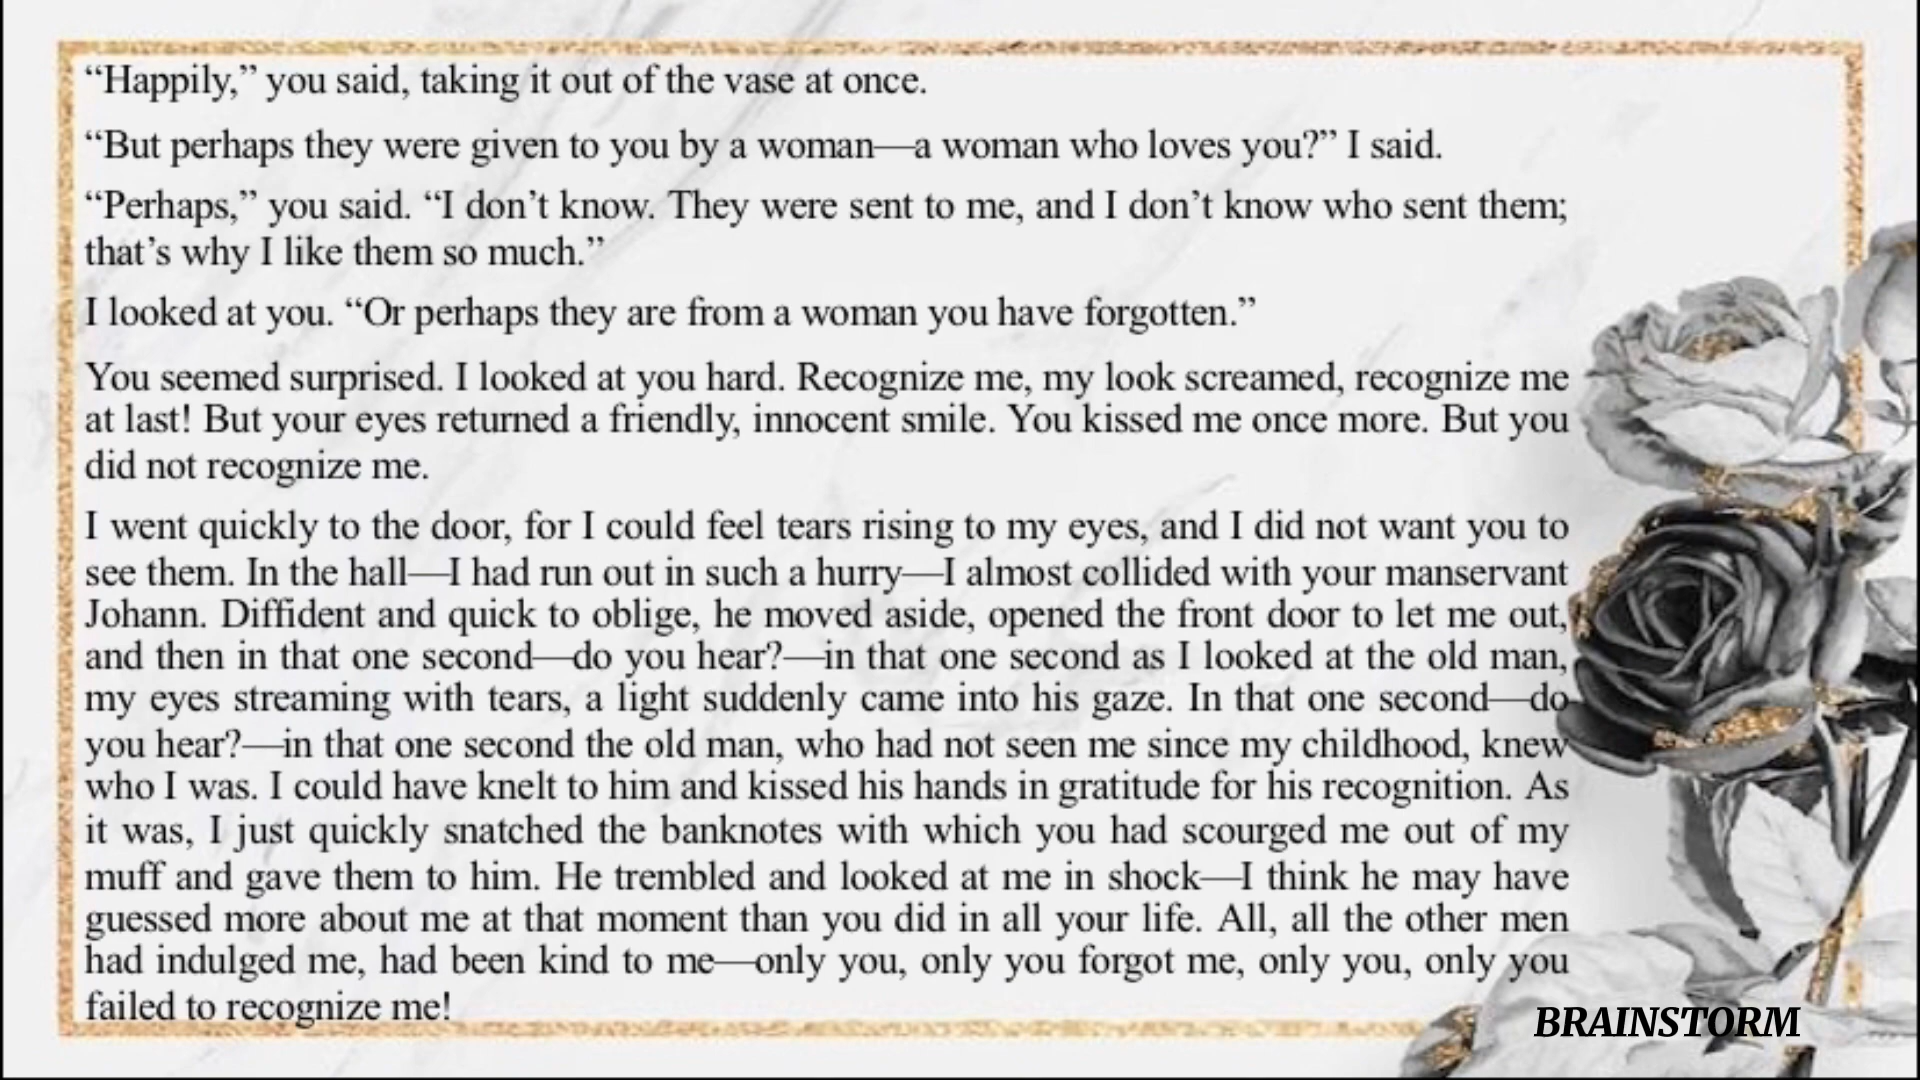 “Happily,” you said, taking it out of the vase at once.
“But perhaps they were given to you by a woman—a woman who loves you?” I said.
“Perhaps,” you said. “I don’t know. They were sent to me, and I don’t know who sent them;
that’s why I like them so much.”
I looked at you. “Or perhaps they are from a woman you have forgotten.”
You seemed surprised. I looked at you hard. Recognize me, my look screamed, recognize me
at last! But your eyes returned a friendly, innocent smile. You kissed me once more. But you
did not recognize me.
I went quickly to the door, for I could feel tears rising to my eyes, and I did not want you to
see them. In the hall—I had run out in such a hurry—I almost collided with your manservant
Johann. Diffident and quick to oblige, he moved aside, opened the front door to let me out,
and then in that one second—do you hear?—in that one second as I looked at the old man,
my eyes streaming with tears, a light suddenly came into his gaze. In that one second—do
you hear?—in that one second the old man, who had not seen me since my childhood, knew
who I was. I could have knelt to him and kissed his hands in gratitude for his recognition. As
it was, I just quickly snatched the banknotes with which you had scourged me out of my
muff and gave them to him. He trembled and looked at me in shock—I think he may have
guessed more about me at that moment than you did in all your life. All, all the other men
had indulged me, had been kind to me—only you, only you forgot me, only you, only you
failed to recognize me!
BRAINSTORM